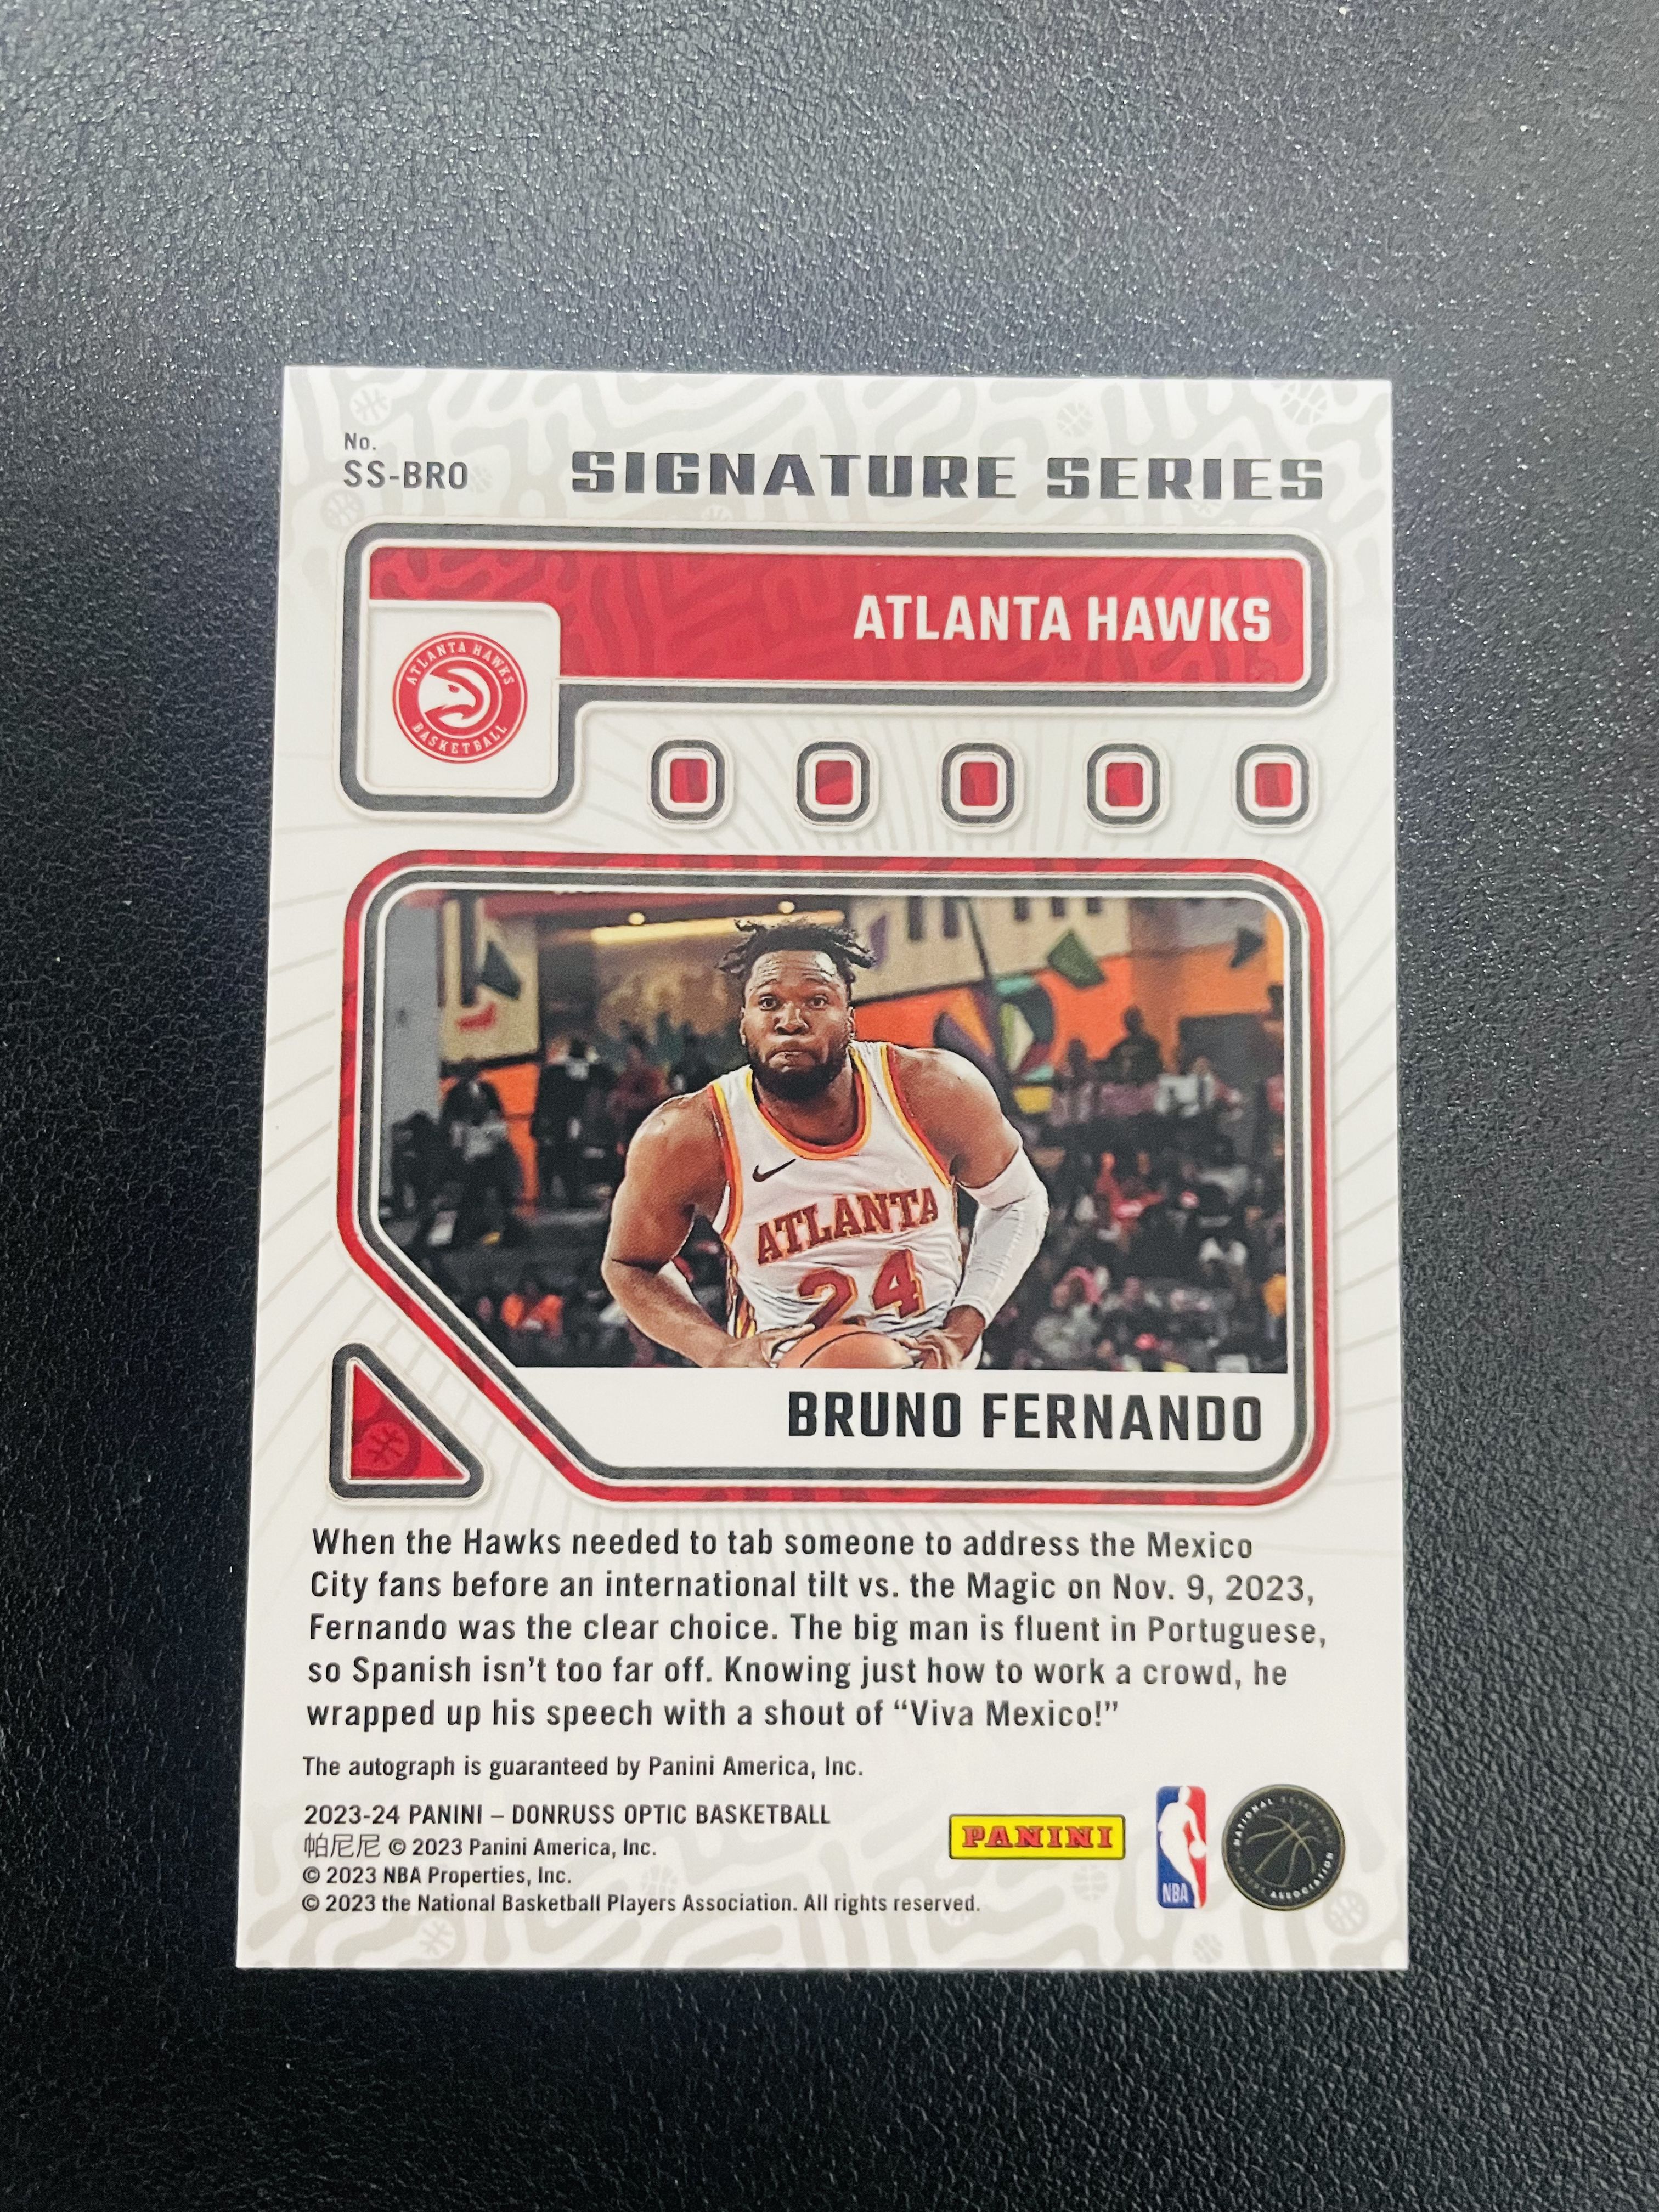 No.
SS-BRO
SIGNATURE SERIES
ATLANTA HAWKS
ATLANTA HAWKS
BASKETBALL
ATLANTA
24
BRUNO FERNANDO
When the Hawks needed to tab someone to address the Mexico
City fans before an international tilt vs. the Magic on Nov. 9, 2023,
Fernando was the clear choice. The big man is fluent in Portuguese,
so Spanish isn't too far off. Knowing just how to work a crowd, he
wrapped up his speech with a shout of “Viva Mexico!”
The autograph is guaranteed by Panini America, Inc.
2023-24 PANINI – DONRUSS OPTIC BASKETBALL
帕尼尼 © 2023 Panini America, Inc.
© 2023 NBA Properties, Inc.
© 2023 the National Basketball Players Association. All rights reserved.
PANINI
NBA
NATIONAL
ASSOCIATION